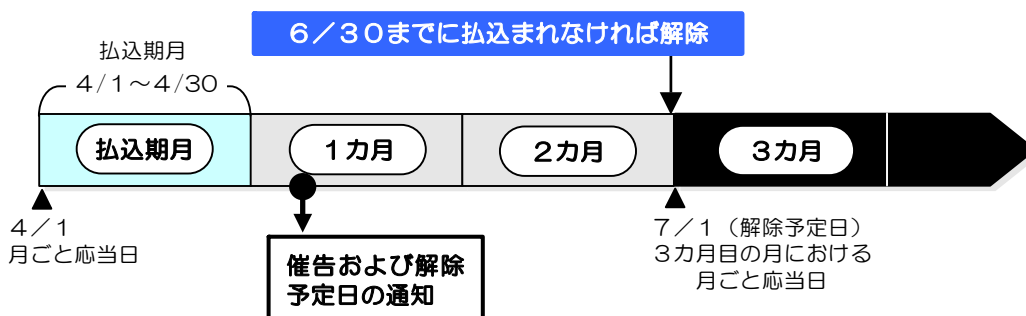 6／30までに払込まれなければ解除
払込期月
4/1～4/30
払込期月
1カ月
2カ月
3カ月
4／1
月ごと応当日
催告および解除
予定日の通知
7／1（解除予定日）
3カ月目の月における
月ごと応当日